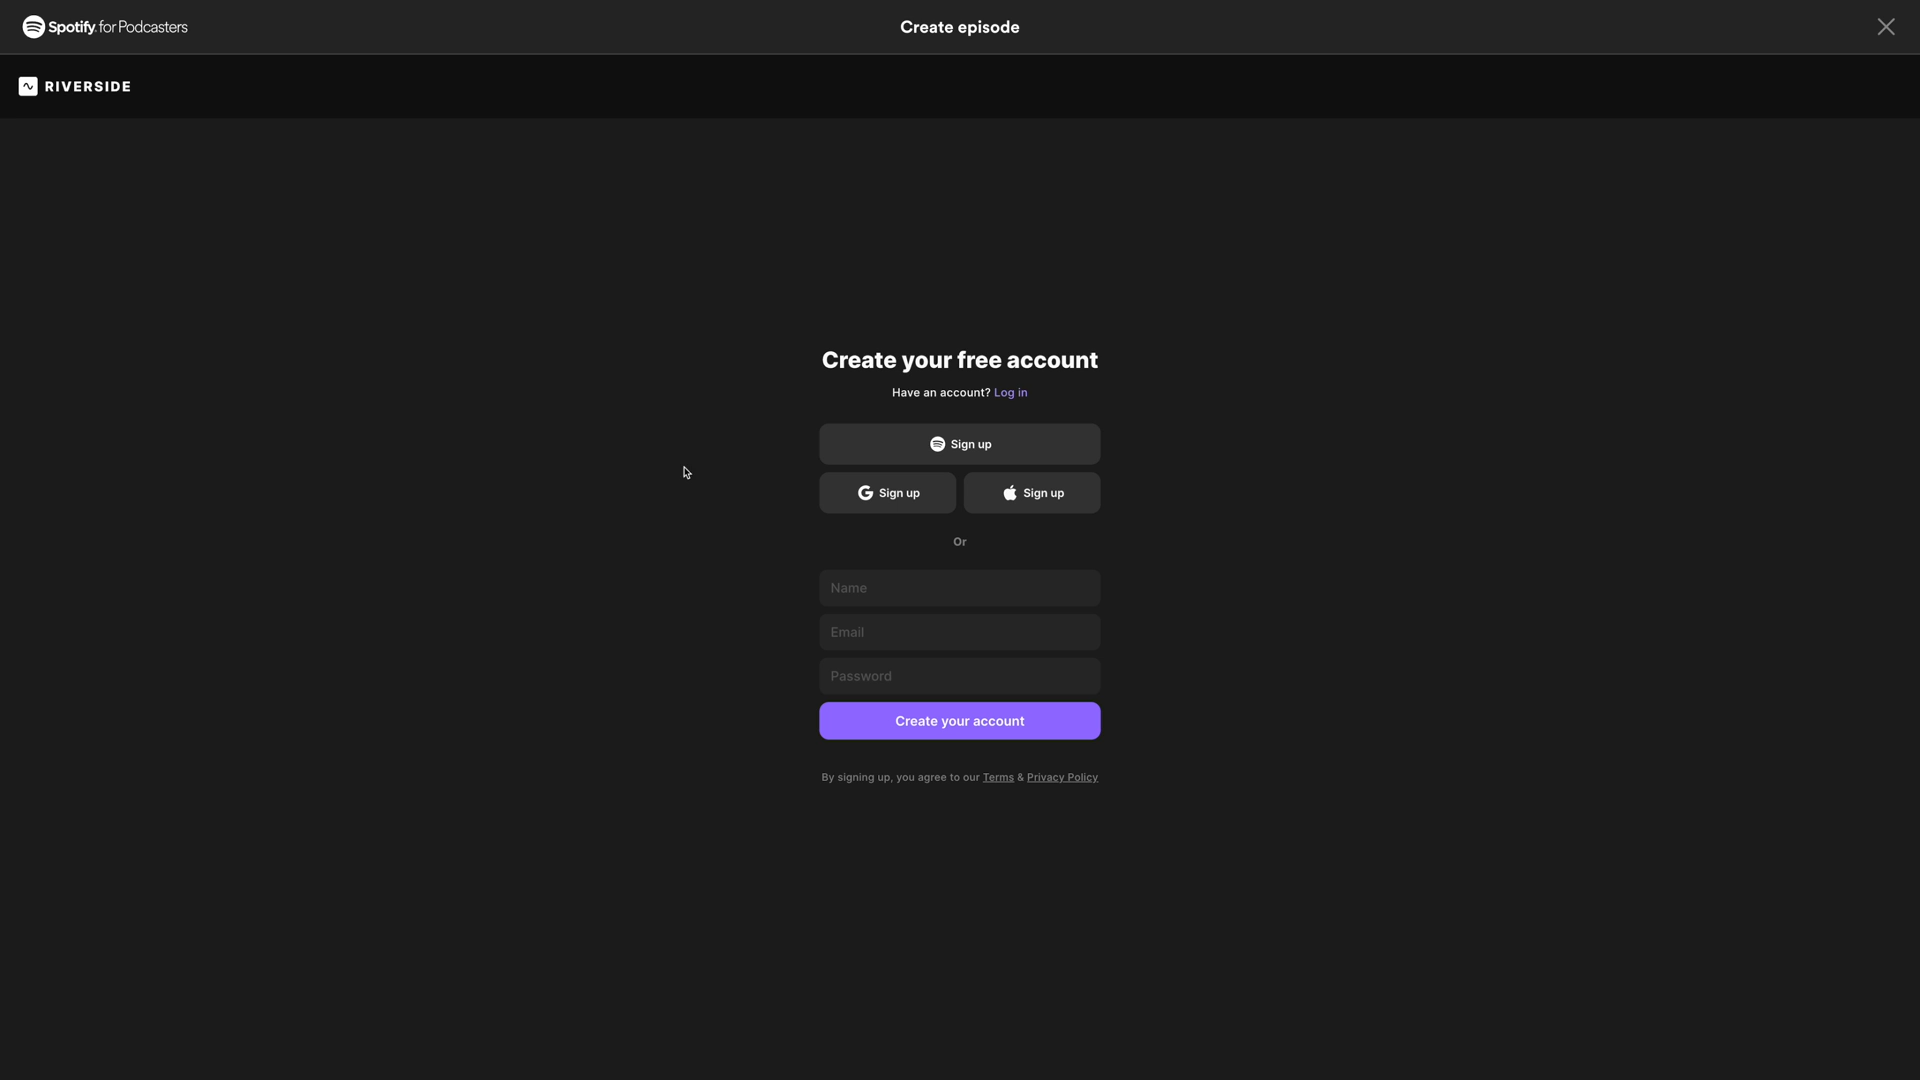 Spotify for Podcasters
Create episode
RIVERSIDE
Create your free account
Have an account? Log in
Sign up
Sign up
Sign up
Or
Name
Email
Password
Create your account
By signing up, you agree to our Terms & Privacy Policy